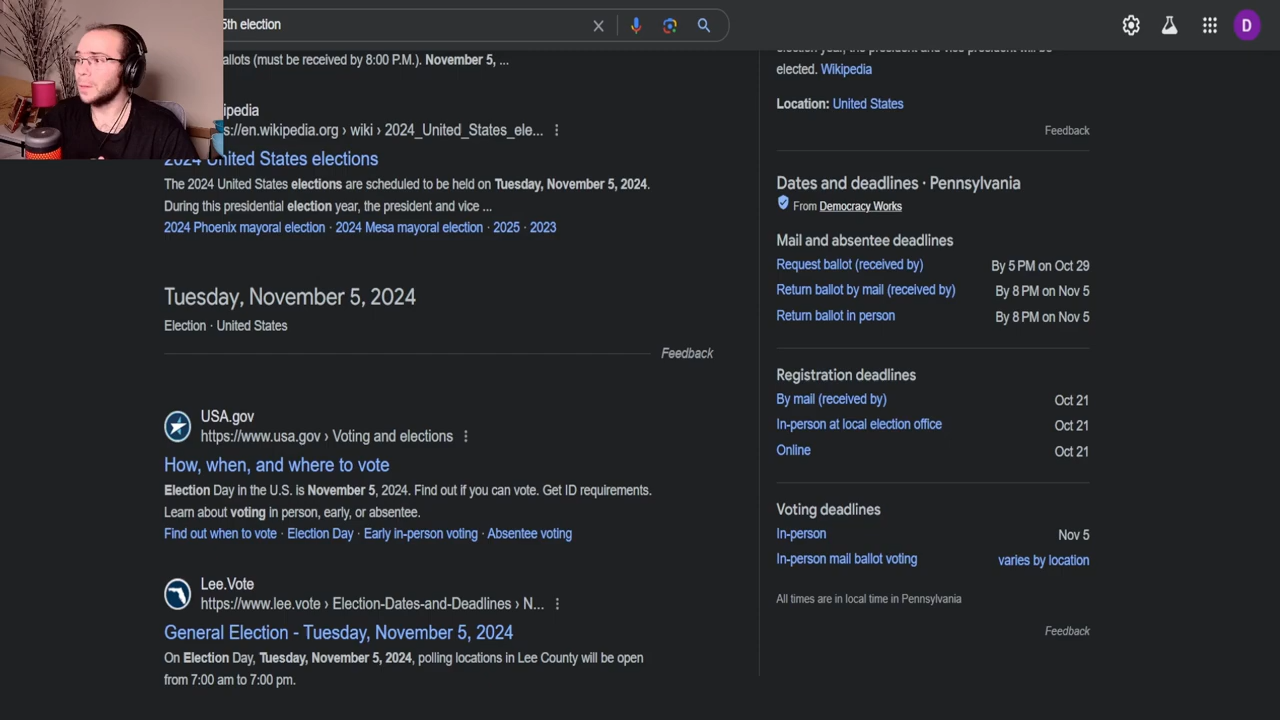 5th election
D
allots (must be received by 8:00 P.M.). November 5, ...
ipedia
s://en.wikipedia.org › wiki › 2024_United_States_ele...
2024 United States elections
The 2024 United States elections are scheduled to be held on Tuesday, November 5, 2024.
During this presidential election year, the president and vice ...
2024 Phoenix mayoral election · 2024 Mesa mayoral election · 2025 · 2023
Tuesday, November 5, 2024
Election · United States
Feedback
USA.gov
https://www.usa.gov › Voting and elections
How, when, and where to vote
Election Day in the U.S. is November 5, 2024. Find out if you can vote. Get ID requirements.
Learn about voting in person, early, or absentee.
Find out when to vote · Election Day · Early in-person voting · Absentee voting
Lee.Vote
https://www.lee.vote › Election-Dates-and-Deadlines › N...
General Election - Tuesday, November 5, 2024
On Election Day, Tuesday, November 5, 2024, polling locations in Lee County will be open
from 7:00 am to 7:00 pm.
election year, the president and vice president will be
elected. Wikipedia
Location: United States
Feedback
Dates and deadlines · Pennsylvania
From Democracy Works
Mail and absentee deadlines
Request ballot (received by) By 5 PM on Oct 29
Return ballot by mail (received by) By 8 PM on Nov 5
Return ballot in person By 8 PM on Nov 5
Registration deadlines
By mail (received by) Oct 21
In-person at local election office Oct 21
Online Oct 21
Voting deadlines
In-person Nov 5
In-person mail ballot voting varies by location
All times are in local time in Pennsylvania
Feedback